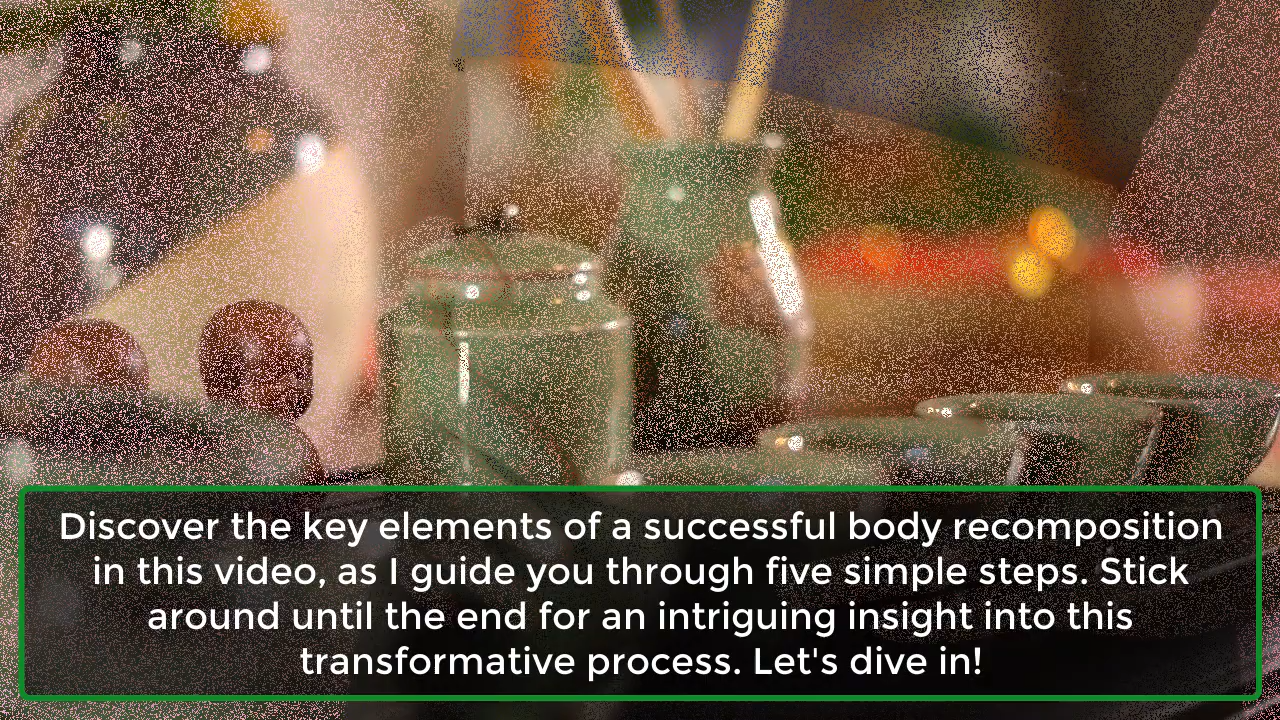 Discover the key elements of a successful body recomposition
in this video, as I guide you through five simple steps. Stick
around until the end for an intriguing insight into this
transformative process. Let's dive in!